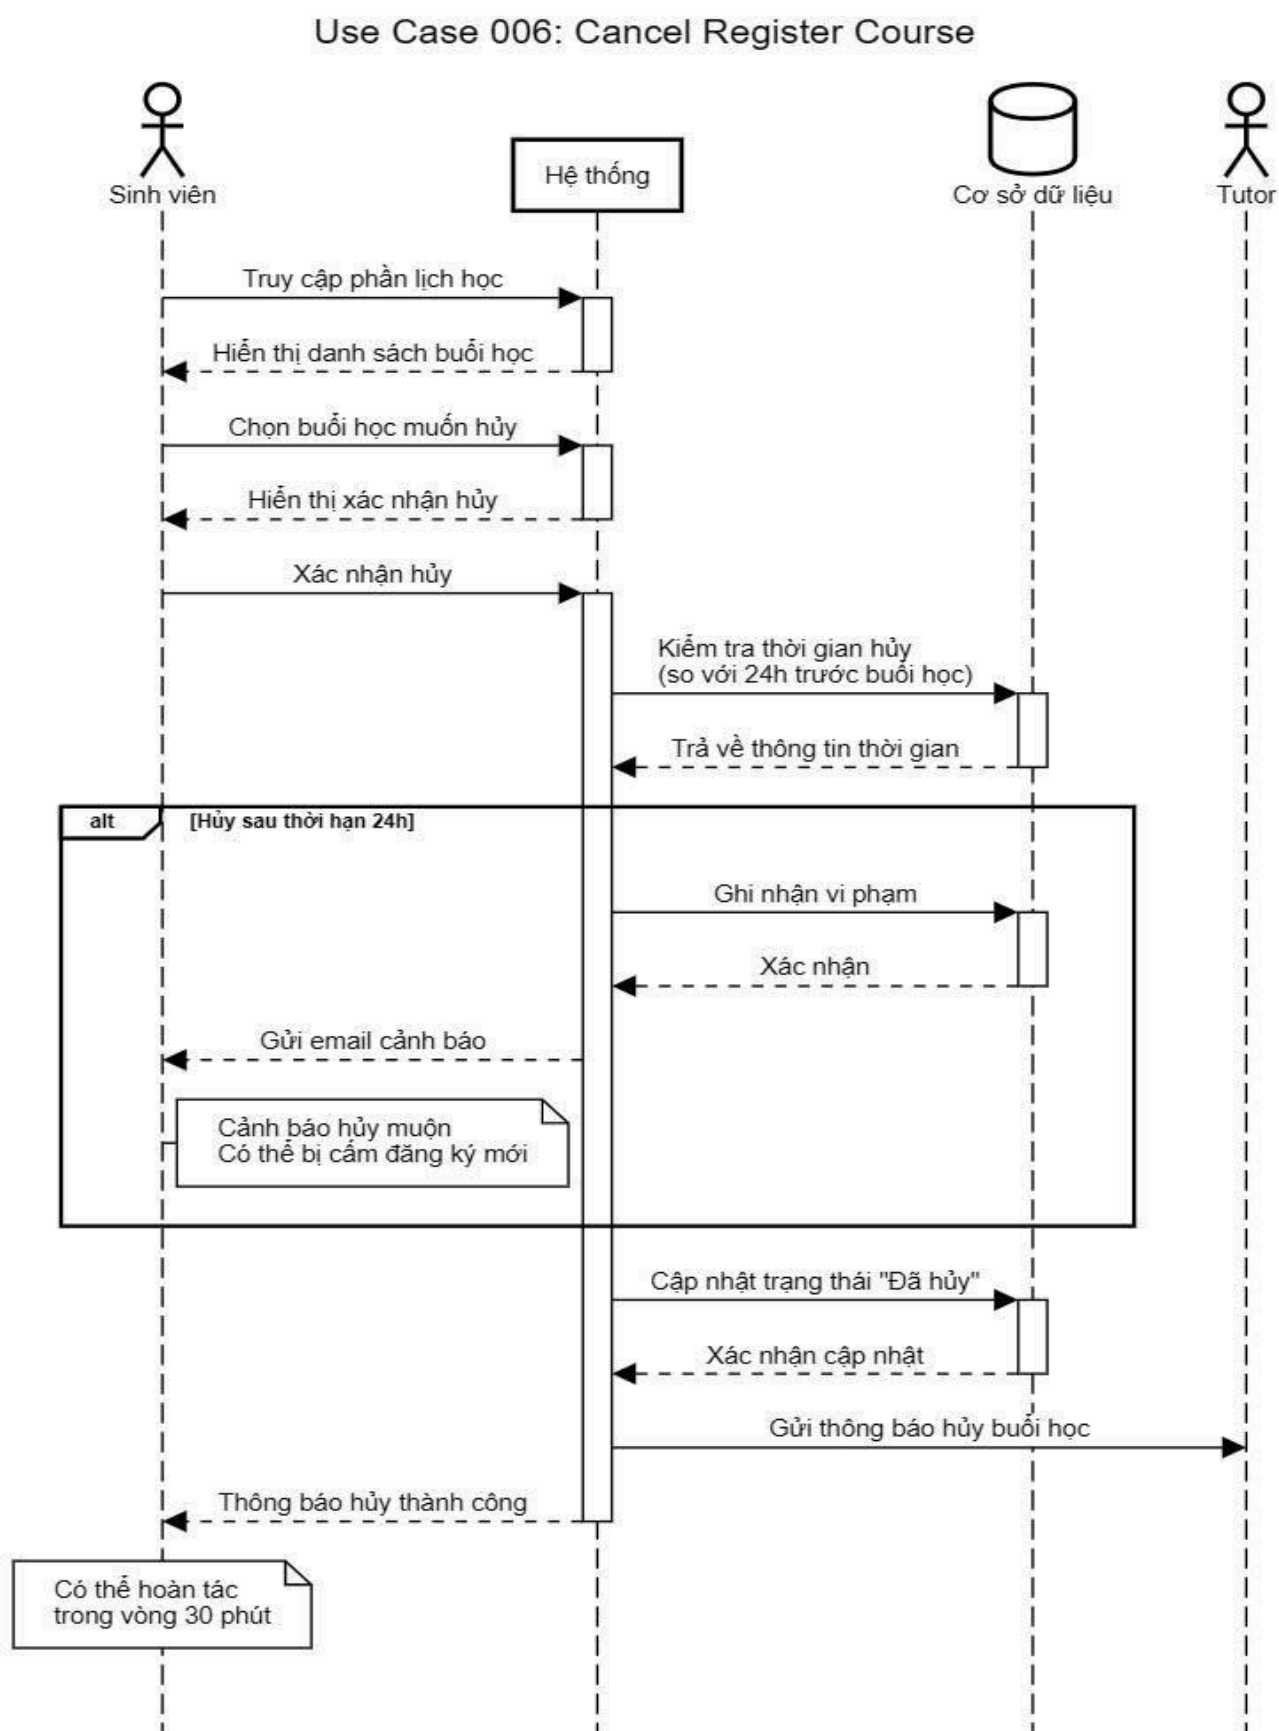 Use Case 006: Cancel Register Course
Sinh viên
Hệ thống
Cơ sở dữ liệu
Tutor
Truy cập phần lịch học
Hiển thị danh sách buổi học
Chọn buổi học muốn hủy
Hiển thị xác nhận hủy
Xác nhận hủy
Kiểm tra thời gian hủy
(so với 24h trước buổi học)
Trả về thông tin thời gian
alt
[Hủy sau thời hạn 24h]
Ghi nhận vi phạm
Xác nhận
Gửi email cảnh báo
Cảnh báo hủy muộn
Có thể bị cấm đăng ký mới
Cập nhật trạng thái "Đã hủy"
Xác nhận cập nhật
Gửi thông báo hủy buổi học
Thông báo hủy thành công
Có thể hoàn tác
trong vòng 30 phút